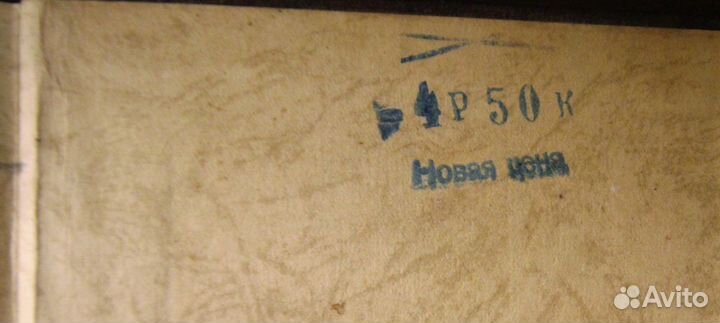 4 Р 50 К
Новая цена
Avito